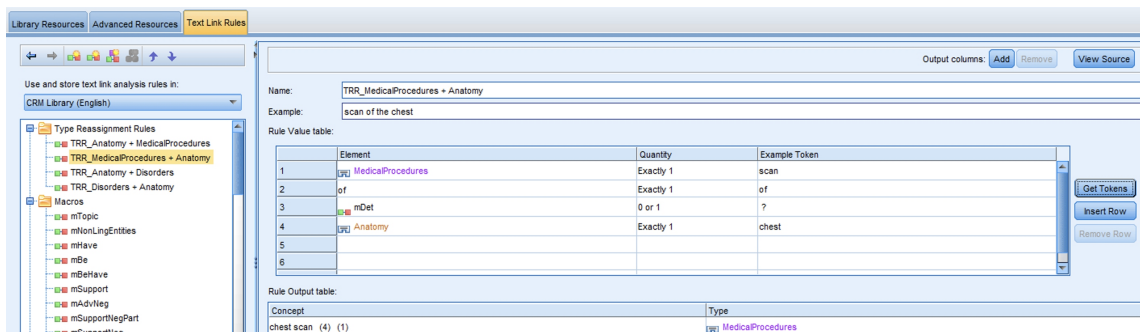 Library Resources Advanced Resources Text Link Rules
Output columns: Add Remove View Source
Use and store text link analysis rules in:
CRM Library (English)
Name: TRR_MedicalProcedures + Anatomy
Example: scan of the chest
Rule Value table:
Type Reassignment Rules
TRR_Anatomy + MedicalProcedures
TRR_MedicalProcedures + Anatomy
TRR_Anatomy + Disorders
TRR_Disorders + Anatomy
Macros
mTopic
mNonLingEntities
mHave
mBe
mBeHave
mSupport
mAdvNeg
mSupportNegPart
mSupportNeg
Element Quantity Example Token
1 MedicalProcedures Exactly 1 scan
2 of Exactly 1 of
3 mDet 0 or 1 ?
4 Anatomy Exactly 1 chest
5
6
Get Tokens
Insert Row
Remove Row
Rule Output table:
Concept Type
chest scan (4) (1) MedicalProcedures